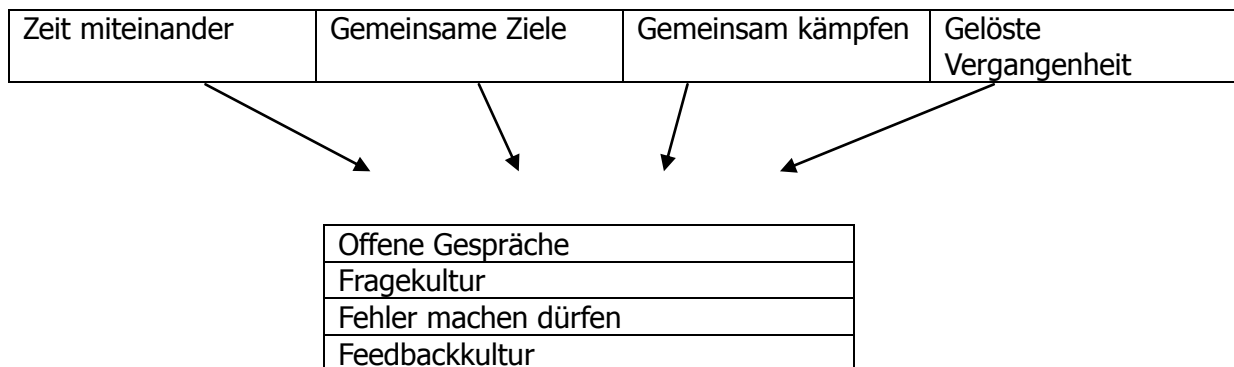 Zeit miteinander
Gemeinsame Ziele
Gemeinsam kämpfen
Gelöste
Vergangenheit
Offene Gespräche
Fragekultur
Fehler machen dürfen
Feedbackkultur